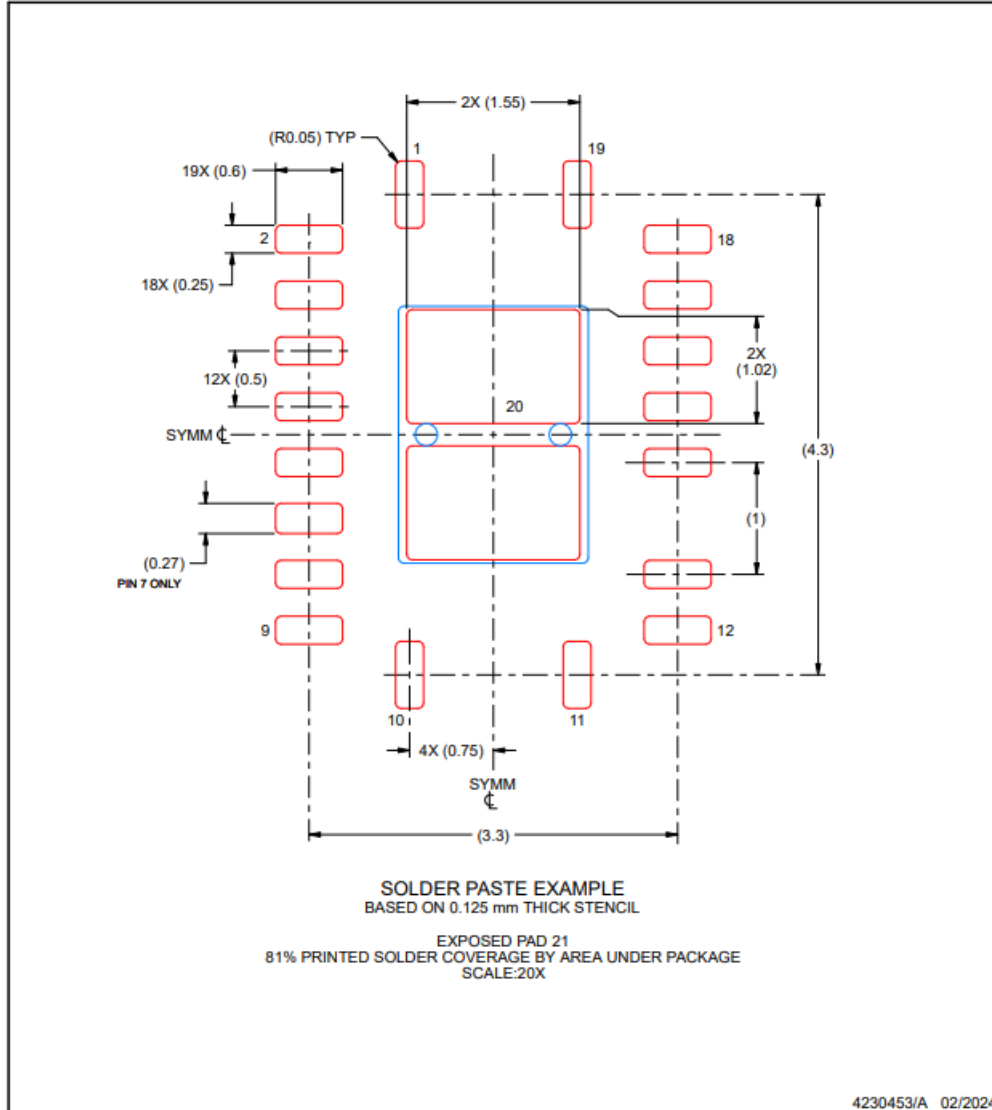 2X (1.55)
(R0.05) TYP
1
19
19X (0.6)
2
18
18X (0.25)
2X
(1.02)
12X (0.5)
20
SYMM ℄
(4.3)
(1)
(0.27)
PIN 7 ONLY
9
12
10
11
4X (0.75)
SYMM
℄
(3.3)
SOLDER PASTE EXAMPLE
BASED ON 0.125 mm THICK STENCIL
EXPOSED PAD 21
81% PRINTED SOLDER COVERAGE BY AREA UNDER PACKAGE
SCALE:20X
4230453/A 02/2024